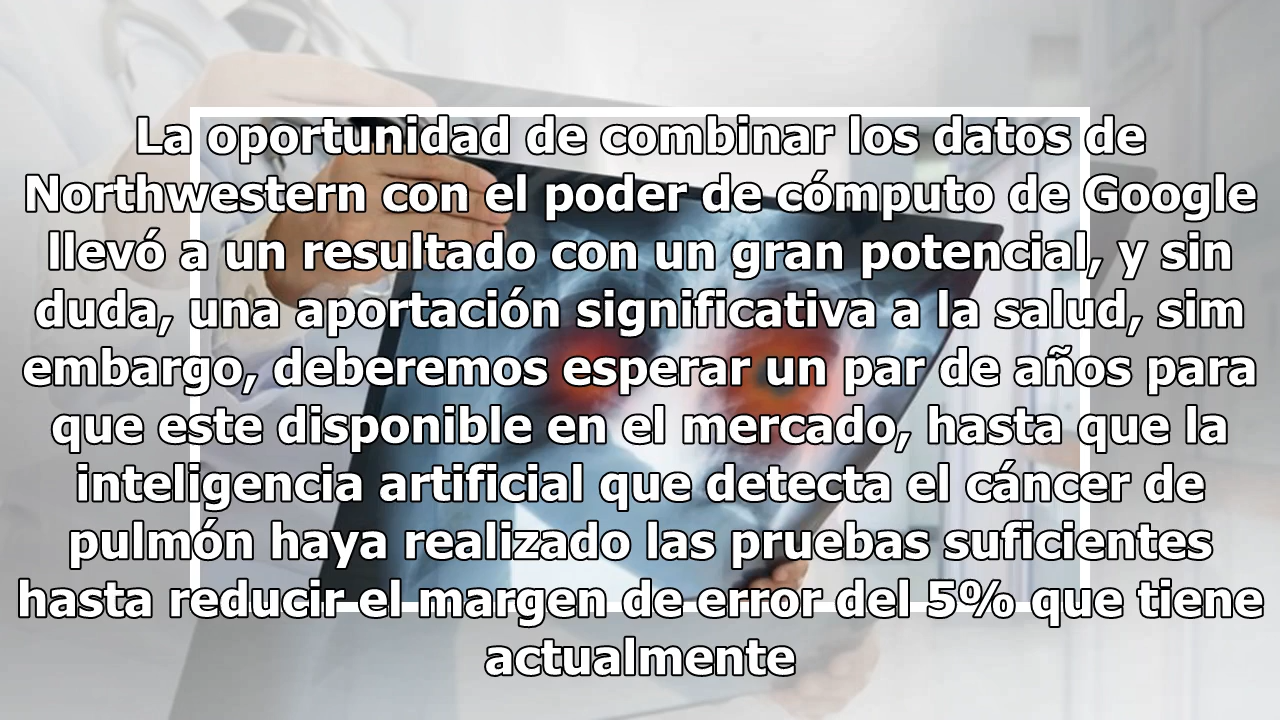 La oportunidad de combinar los datos de
Northwestern con el poder de cómputo de Google
llevó a un resultado con un gran potencial, y sin
duda, una aportación significativa a la salud, sim
embargo, deberemos esperar un par de años para
que este disponible en el mercado, hasta que la
inteligencia artificial que detecta el cáncer de
pulmón haya realizado las pruebas suficientes
hasta reducir el margen de error del 5% que tiene
actualmente